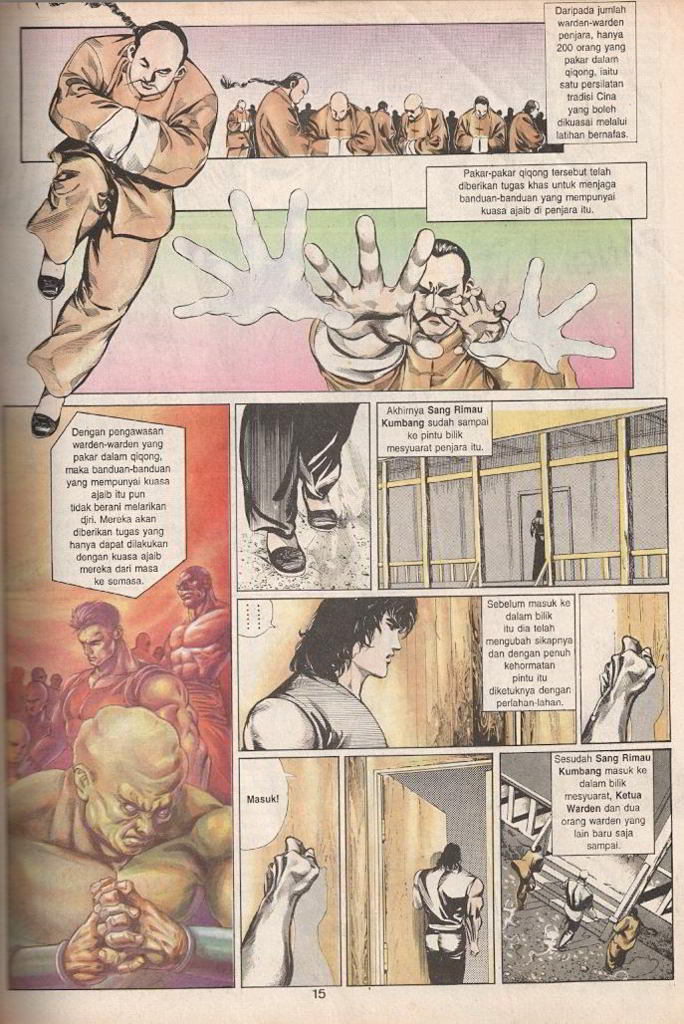 Daripada jumlah
warden-warden
penjara, hanya
200 orang yang
pakar dalam
qiqong, iaitu
satu persilatan
tradisi Cina
yang boleh
dikuasai melalui
latihan bernafas.
Pakar-pakar qiqong tersebut telah
diberikan tugas khas untuk menjaga
banduan-banduan yang mempunyai
kuasa ajaib di penjara itu.
Dengan pengawasan
warden-warden yang
pakar dalam qiqong,
maka banduan-banduan
yang mempunyai kuasa
ajaib itu pun
tidak berani melarikan
diri. Mereka akan
diberikan tugas yang
hanya dapat dilakukan
dengan kuasa ajaib
mereka dari masa
ke semasa.
Akhirnya Sang Rimau
Kumbang sudah sampai
ke pintu bilik
mesyuarat penjara itu.
Sebelum masuk ke
dalam bilik
itu dia telah
mengubah sikapnya
dan dengan penuh
kehormatan
pintu itu
diketuknya dengan
perlahan-lahan.
Masuk!
Sesudah Sang Rimau
Kumbang masuk ke
dalam bilik
mesyuarat, Ketua
Warden dan dua
orang warden yang
lain baru saja
sampai.
15